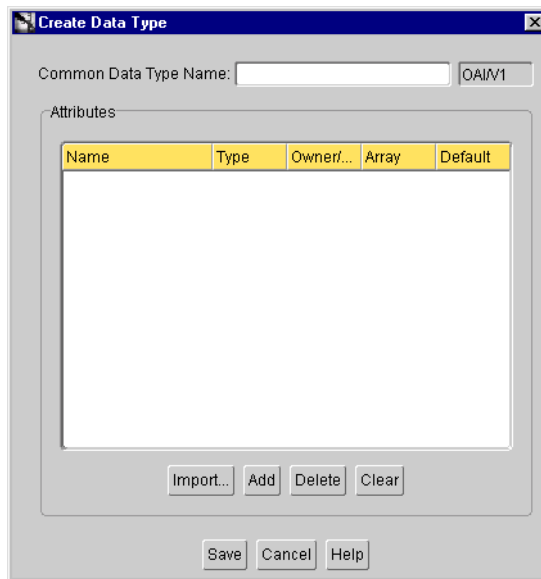 Create Data Type
Common Data Type Name: OAI/V1
Attributes
Name Type Owner/... Array Default
Import... Add Delete Clear
Save Cancel Help